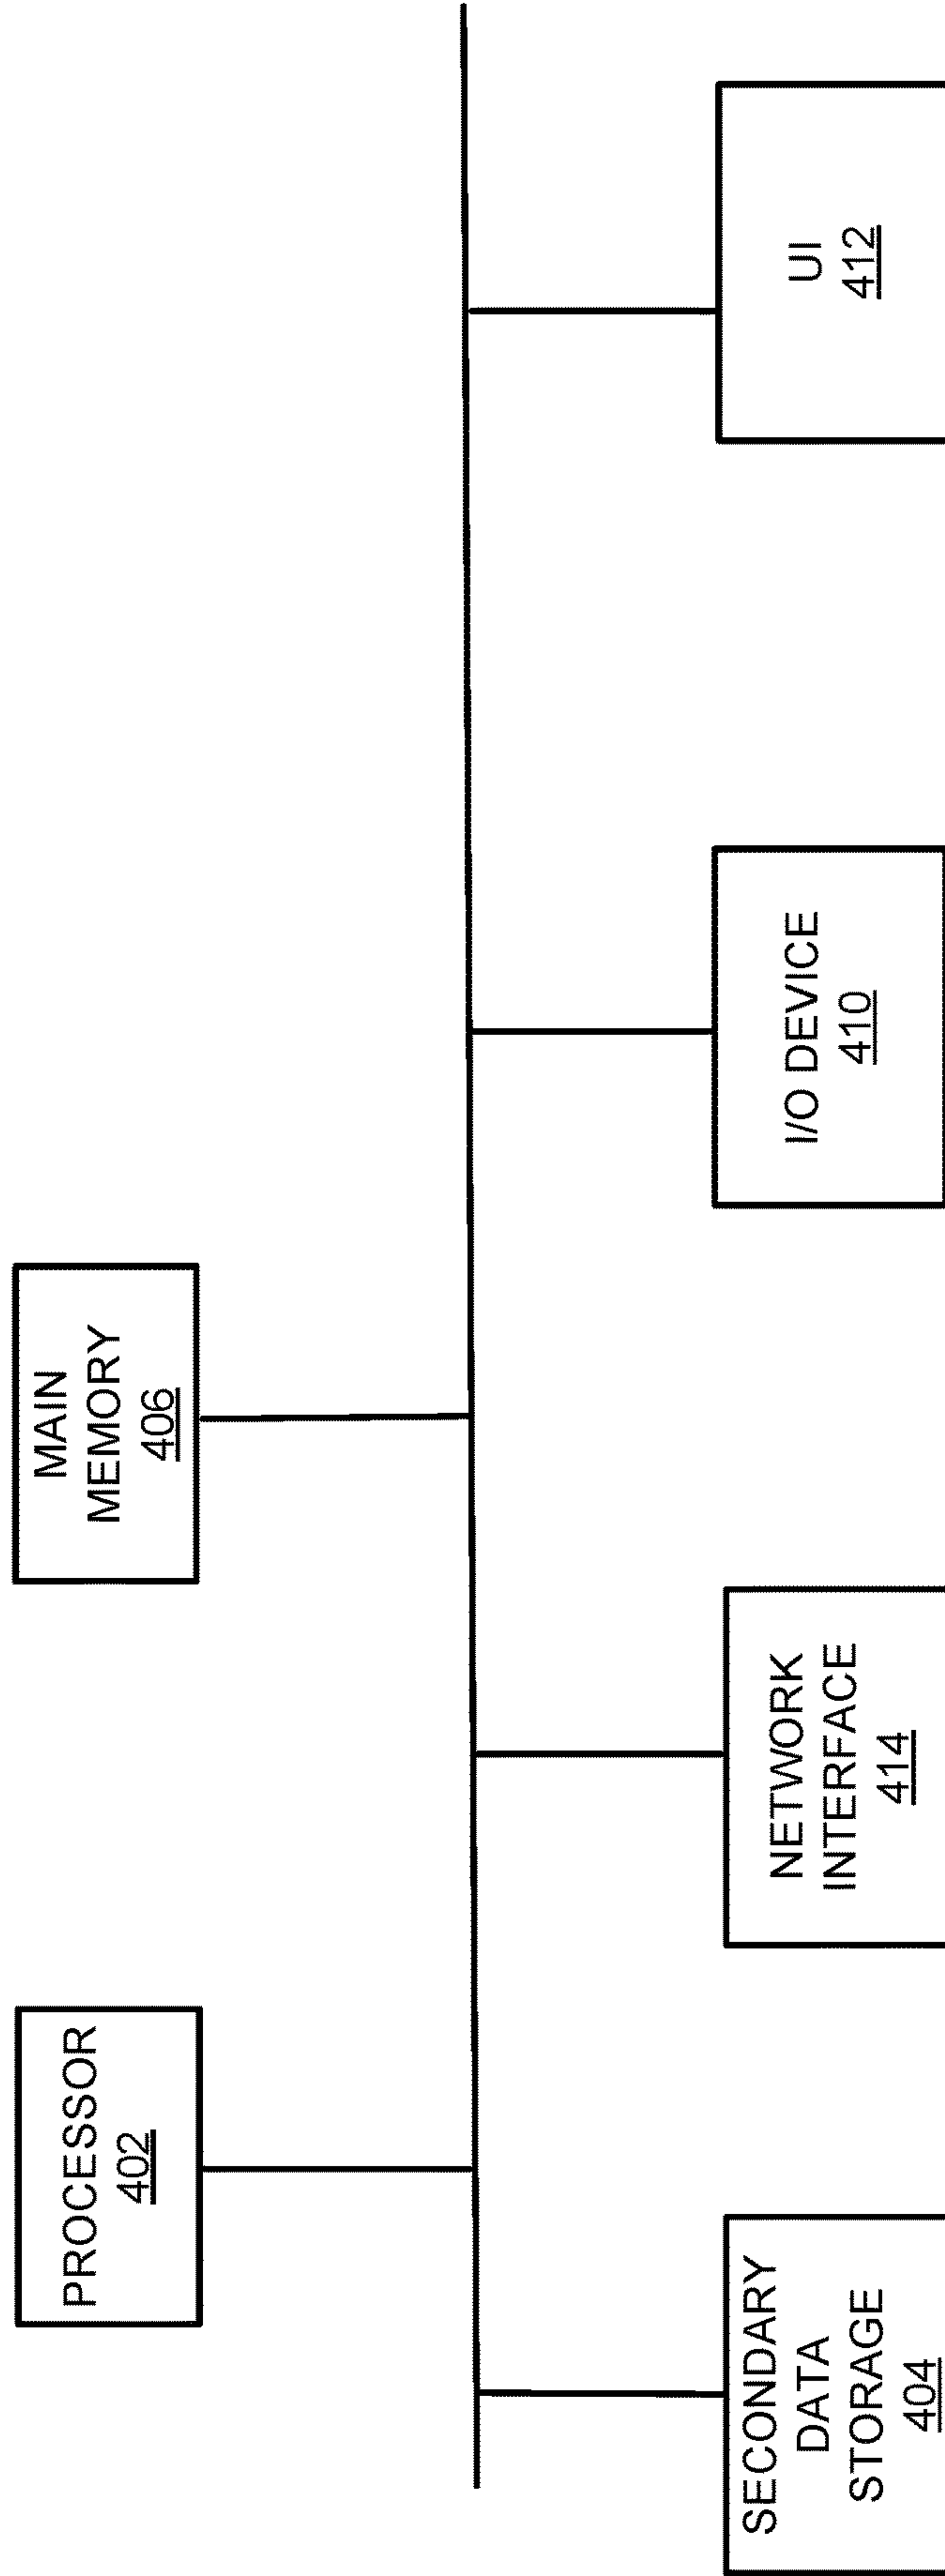 PROCESSOR
402
MAIN
MEMORY
406
SECONDARY
DATA
STORAGE
404
NETWORK
INTERFACE
414
I/O DEVICE
410
UI
412